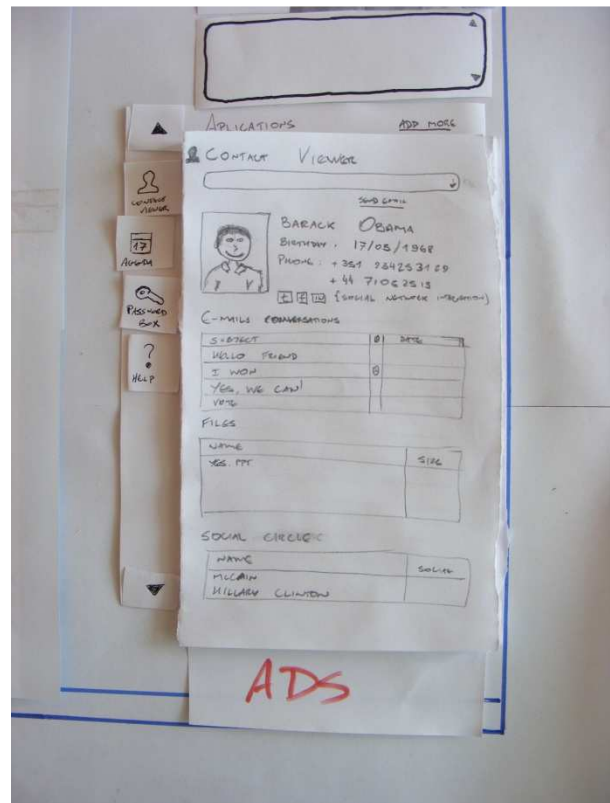 APLICATIONS ADD MORE
CONTACT VIEWER
SEND EMAIL
CONTACT VIEWER
17
AGENDA
PASSWORD BOX
?
HELP
BARACK OBAMA
BIRTHDAY: 17/05/1968
PHONE: +351
+44
t f in (SOCIAL NETWORK INTEGRATION)
E-MAILS CONVERSATIONS
SUBJECT DATE
HELLO FRIEND
I WON
YES, WE CAN!
VOTE
FILES
NAME SIZE
YES.PPT
SOCIAL CIRCLE
NAME SOCIAL
MCCAIN
HILLARY CLINTON
ADS